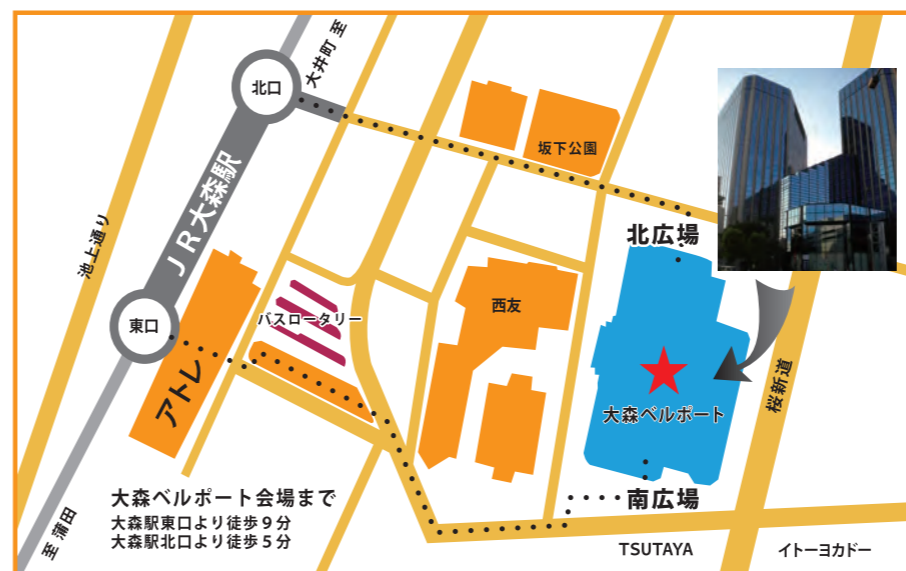 大井町 至
北口
坂下公園
JR大森駅
池上通り
北広場
東口
バスロータリー
西友
アトレ
大森ベルポート
桜新道
大森ベルポート会場まで
大森駅東口より徒歩9分
大森駅北口より徒歩5分
南広場
至 蒲田
TSUTAYA
イトーヨカドー